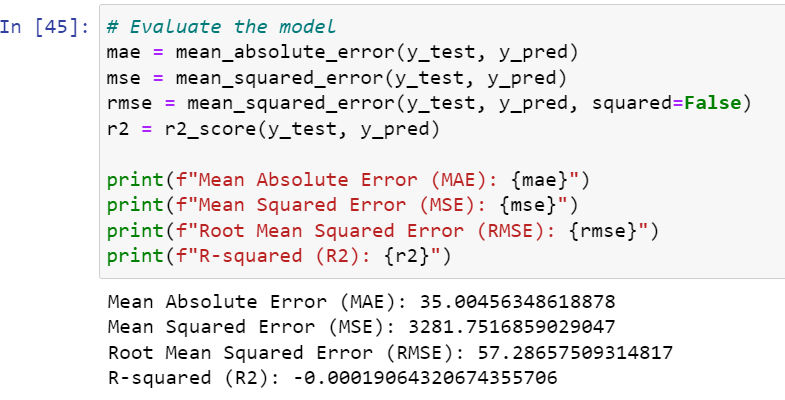 In [45]: # Evaluate the model
mae = mean_absolute_error(y_test, y_pred)
mse = mean_squared_error(y_test, y_pred)
rmse = mean_squared_error(y_test, y_pred, squared=False)
r2 = r2_score(y_test, y_pred)
print(f"Mean Absolute Error (MAE): {mae}")
print(f"Mean Squared Error (MSE): {mse}")
print(f"Root Mean Squared Error (RMSE): {rmse}")
print(f"R-squared (R2): {r2}")
Mean Absolute Error (MAE): 35.00456348618878
Mean Squared Error (MSE): 3281.7516859029047
Root Mean Squared Error (RMSE): 57.28657509314817
R-squared (R2): -0.00019064320674355706